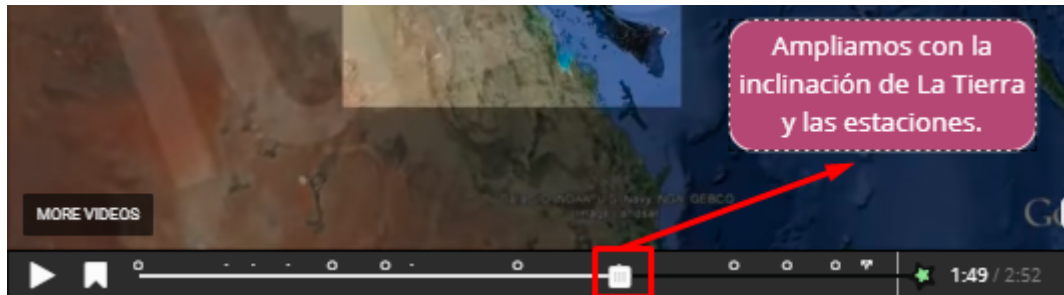 Ampliamos con la
inclinación de La Tierra
y las estaciones.
MORE VIDEOS
1:49 / 2:52